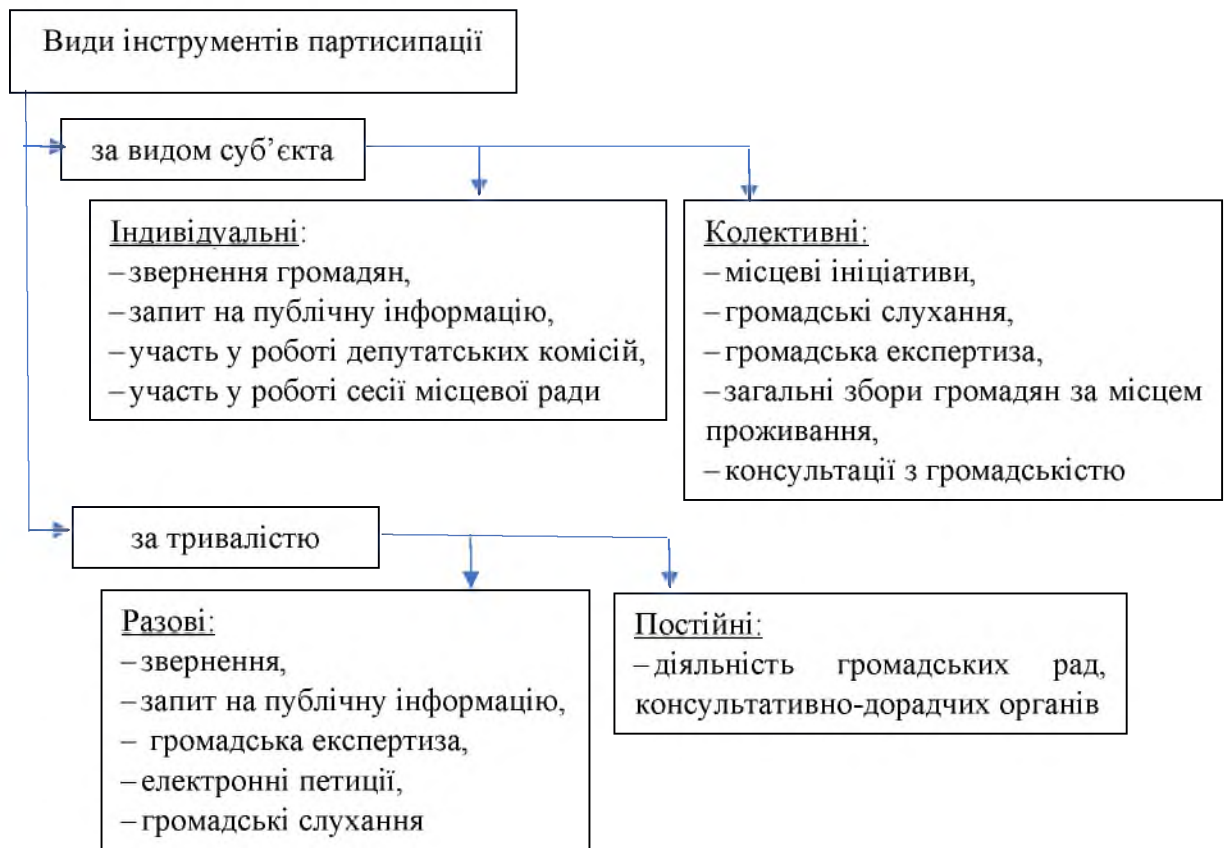 Види інструментів партисипації
за видом суб’єкта
Індивідуальні:
–звернення громадян,
–запит на публічну інформацію,
–участь у роботі депутатських комісій,
–участь у роботі сесії місцевої ради
Колективні:
–місцеві ініціативи,
–громадські слухання,
–громадська експертиза,
–загальні збори громадян за місцем
проживання,
–консультації з громадськістю
за тривалістю
Разові:
–звернення,
–запит на публічну інформацію,
– громадська експертиза,
–електронні петиції,
–громадські слухання
Постійні:
–діяльність громадських рад,
консультативно-дорадчих органів